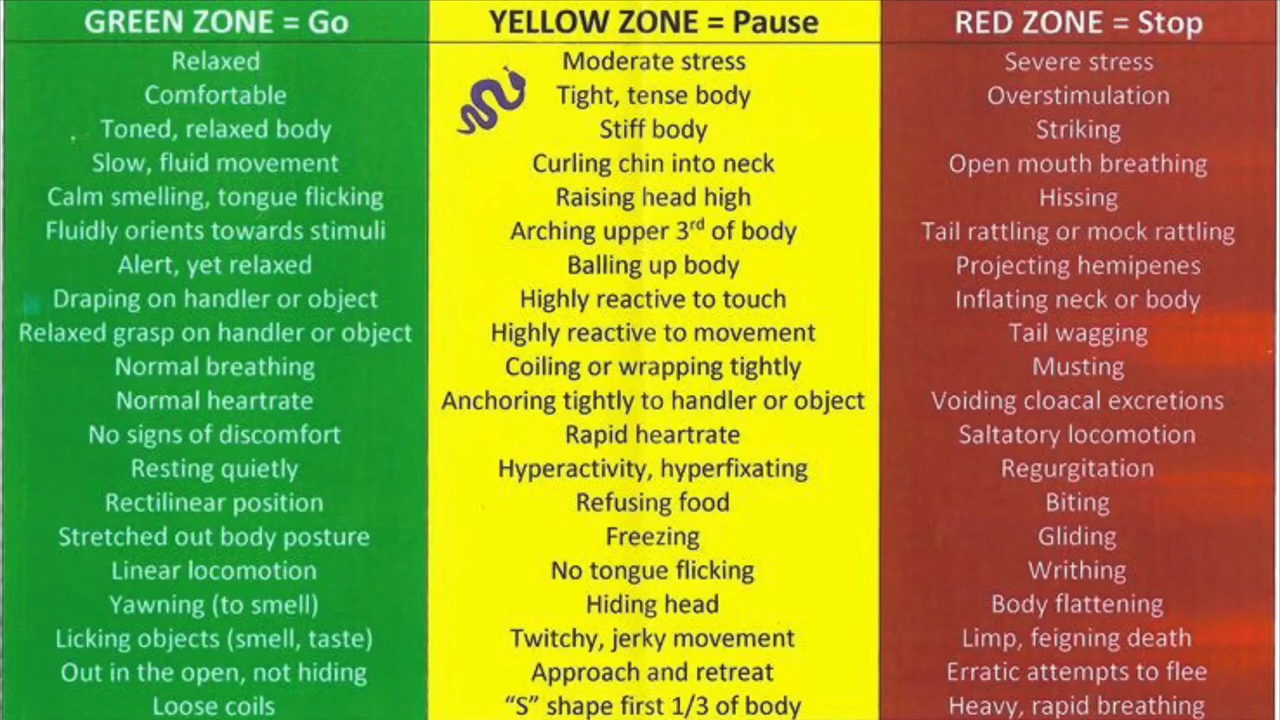 GREEN ZONE = Go
Relaxed
Comfortable
Toned, relaxed body
Slow, fluid movement
Calm smelling, tongue flicking
Fluidly orients towards stimuli
Alert, yet relaxed
Draping on handler or object
Relaxed grasp on handler or object
Normal breathing
Normal heartrate
No signs of discomfort
Resting quietly
Rectilinear position
Stretched out body posture
Linear locomotion
Yawning (to smell)
Licking objects (smell, taste)
Out in the open, not hiding
Loose coils
YELLOW ZONE = Pause
Moderate stress
Tight, tense body
Stiff body
Curling chin into neck
Raising head high
Arching upper 3rd of body
Balling up body
Highly reactive to touch
Highly reactive to movement
Coiling or wrapping tightly
Anchoring tightly to handler or object
Rapid heartrate
Hyperactivity, hyperfixating
Refusing food
Freezing
No tongue flicking
Hiding head
Twitchy, jerky movement
Approach and retreat
“S” shape first 1/3 of body
RED ZONE = Stop
Severe stress
Overstimulation
Striking
Open mouth breathing
Hissing
Tail rattling or mock rattling
Projecting hemipenes
Inflating neck or body
Tail wagging
Musting
Voiding cloacal excretions
Saltatory locomotion
Regurgitation
Biting
Gliding
Writhing
Body flattening
Limp, feigning death
Erratic attempts to flee
Heavy, rapid breathing